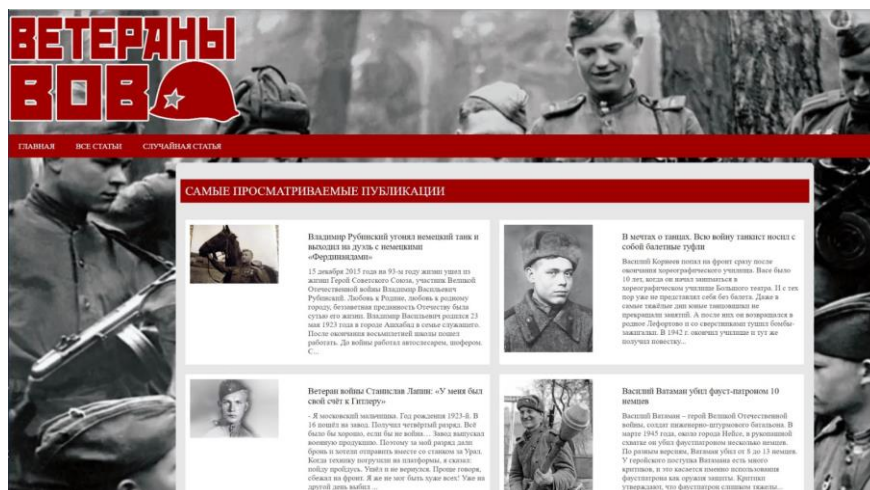 ВЕТЕРАНЫ
ВОВ
ГЛАВНАЯ ВСЕ СТАТЬИ СЛУЧАЙНАЯ СТАТЬЯ
САМЫЕ ПРОСМАТРИВАЕМЫЕ ПУБЛИКАЦИИ
Владимир Рубинский угонял немецкий танк и
выходил на дуэль с немецкими
«Фердинандами»
15 декабря 2015 года на 93-м году жизни ушел из
жизни Герой Советского Союза, участник Великой
Отечественной войны Владимир Васильевич
Рубинский. Любовь к Родине, любовь к родному
городу, беззаветная преданность Отечеству была
сутью его жизни. Владимир Васильевич родился 23
мая 1923 года в городе Ашхабад в семье служащего.
После окончания восьмилетней школы пошел
работать. До войны работал автослесарем, шофером.
С...
В мечтах о танцах. Всю войну танкист носил с
собой балетные туфли
Василий Корнеев попал на фронт сразу после
окончания хореографического училища. Васе было
10 лет, когда он начал заниматься в
хореографическом училище Большого театра. И с тех
пор уже не представлял себя без балета. Даже в
самые тяжёлые дни юные танцовщики не
прекращали занятий. А после них он возвращался в
родное Лефортово и со сверстниками тушил бомбы-
зажигалки. В 1942 г. окончил училище и тут же
получил повестку...
Ветеран войны Станислав Лапин: «У меня был
свой счёт к Гитлеру»
- Я московский мальчишка. Год рождения 1923-й. В
16 пошёл на завод. Получил четвёртый разряд. Всё
было бы хорошо, если бы не война... Завод выпускал
военную продукцию. Поэтому за мой разряд дали
бронь и хотели отправить вместе со станком за Урал.
Когда технику погрузили на платформы, я сказал:
пойду пройдусь. Ушёл и не вернулся. Проще говоря,
сбежал на фронт. Я же не мог быть хуже всех! Уже на
другой день выбил ...
Василий Ватаман убил фауст-патроном 10
немцев
Василий Ватаман – герой Великой Отечественной
войны, солдат инженерно-штурмового батальона. В
марте 1945 года, около города Нейсе, в рукопашной
схватке он убил фаустпатроном несколько немцев.
По разным версиям, Ватаман убил от 8 до 13 немцев.
У геройского поступка Ватамана есть много
критиков, и это касается именно использования
фаустпатрона как оружия защиты. Критики
утверждают, что фаустпатрон слишком тяжелы...